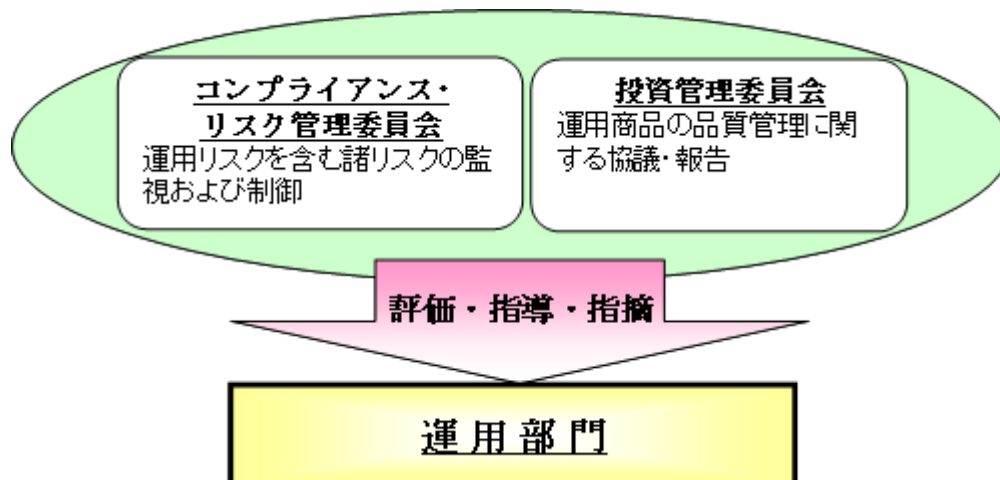 コンプライアンス・
リスク管理委員会
運用リスクを含む諸リスクの監
視および制御
投資管理委員会
運用商品の品質管理に関
する協議・報告
評価・指導・指摘
運用部門